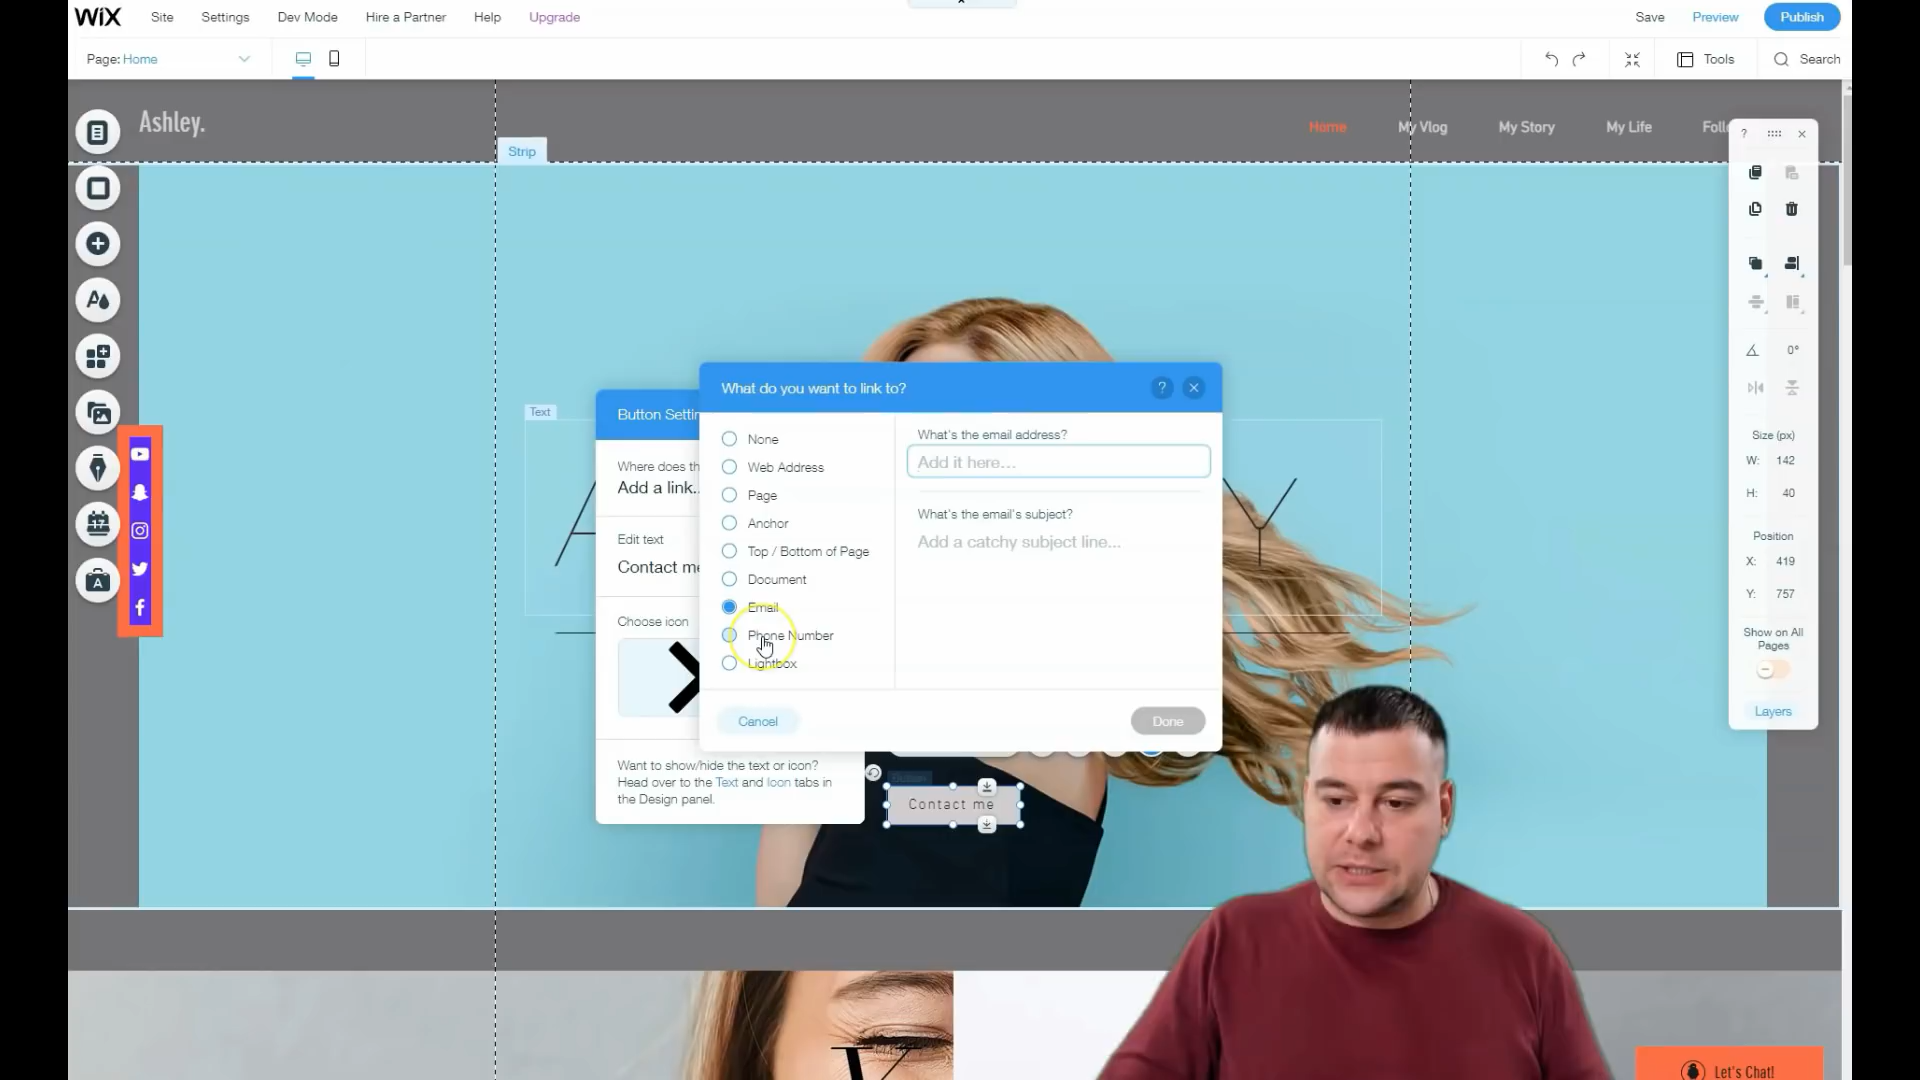 WiX
Site
Settings
Dev Mode
Hire a Partner
Help
Upgrade
Save
Preview
Publish
Page: Home
Tools
Search
Ashley.
Home
My Vlog
My Story
My Life
Foll
Strip
Text
What do you want to link to?
?
Button Settin
Where does th
Add a link..
Edit text
Contact me
Choose icon
Want to show/hide the text or icon?
Head over to the Text and Icon tabs in
the Design panel.
None
Web Address
Page
Anchor
Top / Bottom of Page
Document
Email
Phone Number
Lightbox
What's the email address?
Add it here...
What's the email's subject?
Add a catchy subject line...
Cancel
Done
A
Y
Button
Contact me
17
A
?
0°
Size (px)
W: 142
H: 40
Position
X: 419
Y: 757
Show on All
Pages
Layers
Let's Chat!